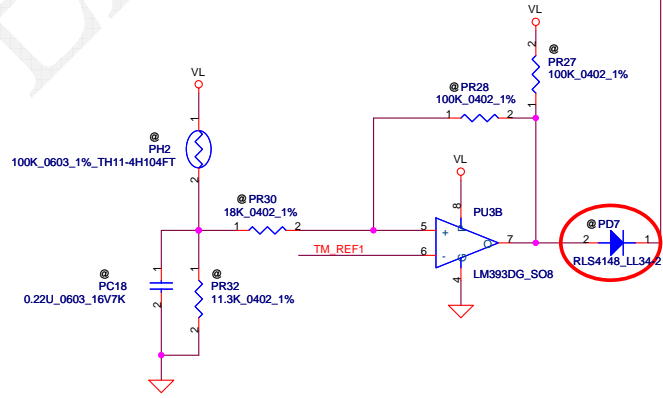 VL
@
PR27
100K_0402_1%
@ PR28
100K_0402_1%
1
2
2
1
VL
@
PH2
100K_0603_1%_TH11-4H104FT
1
2
VL
@ PR30
18K_0402_1%
1
2
8
PU3B
5
+
6
-
7
4
TM_REF1
LM393DG_SO8
@ PD7
2
1
RLS4148_LL34-2
@
PC18
0.22U_0603_16V7K
1
2
@
PR32
11.3K_0402_1%
1
2